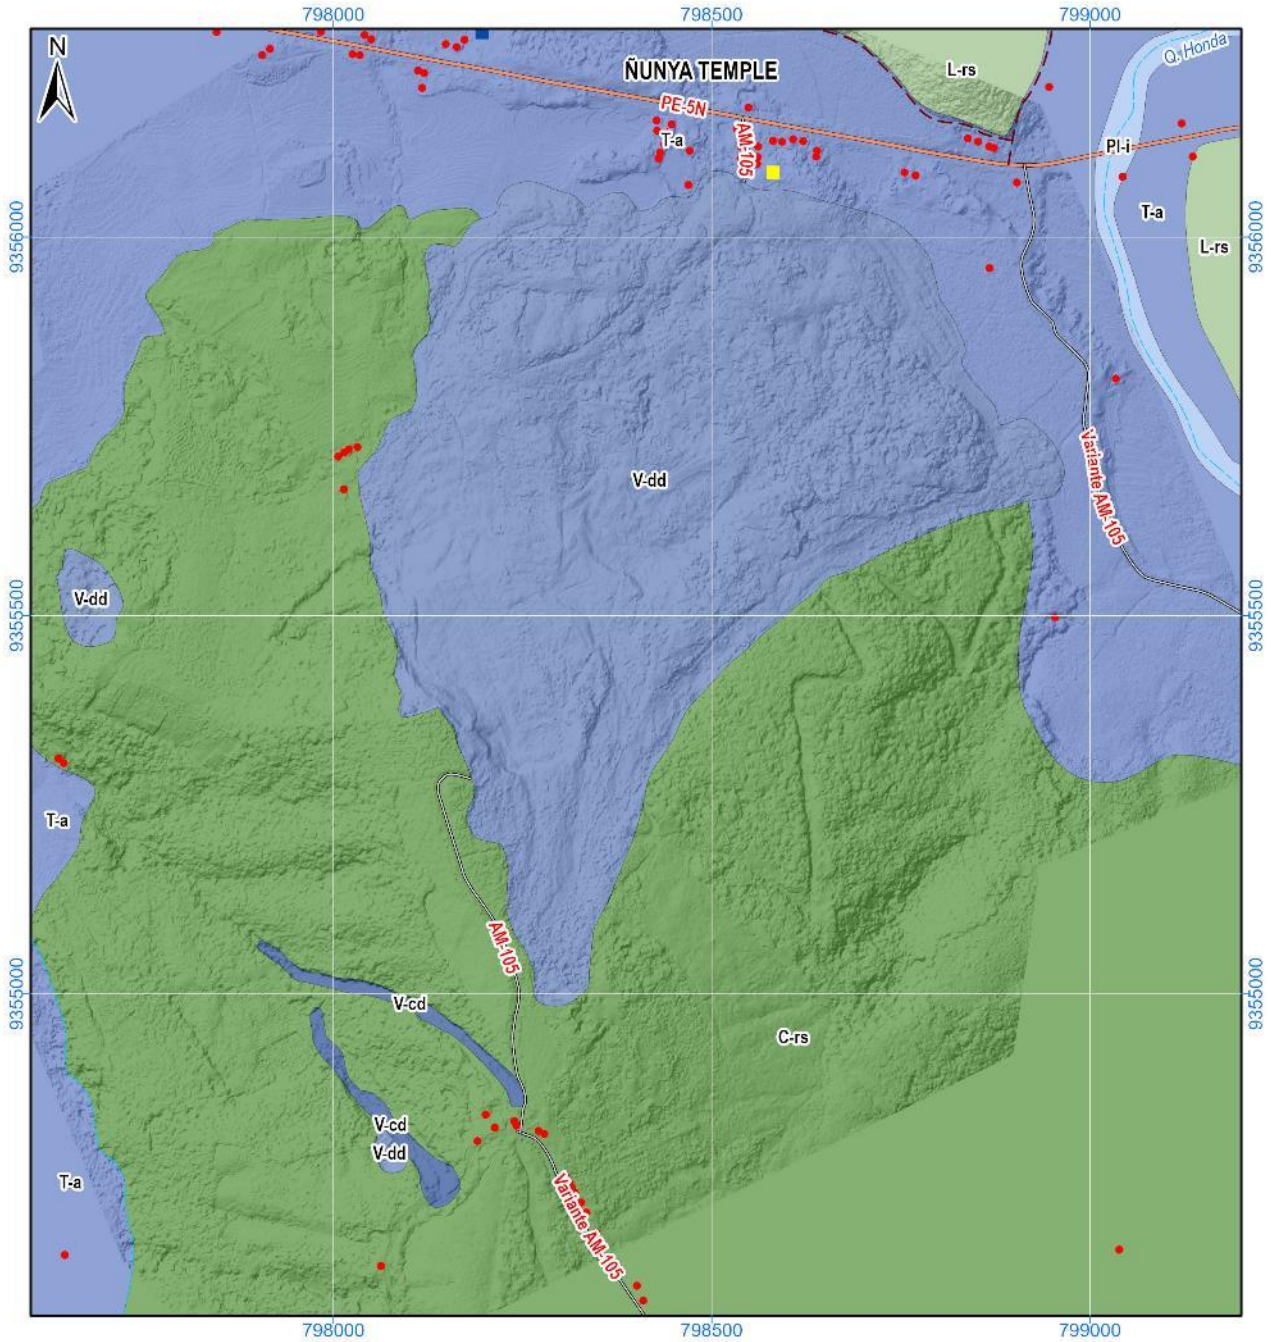 798000
798500
799000
N
ÑUNYA TEMPLE
L-rs
Q. Honda
PE-5N
T-a
AM-105
Pl-i
T-a
9356000
L-rs
9356000
V-dd
Variante AM-105
V-dd
9355500
9355500
T-a
AM-105
9355000
V-cd
9355000
C-rs
V-cd
V-dd
T-a
Variante AM-105
798000
798500
799000